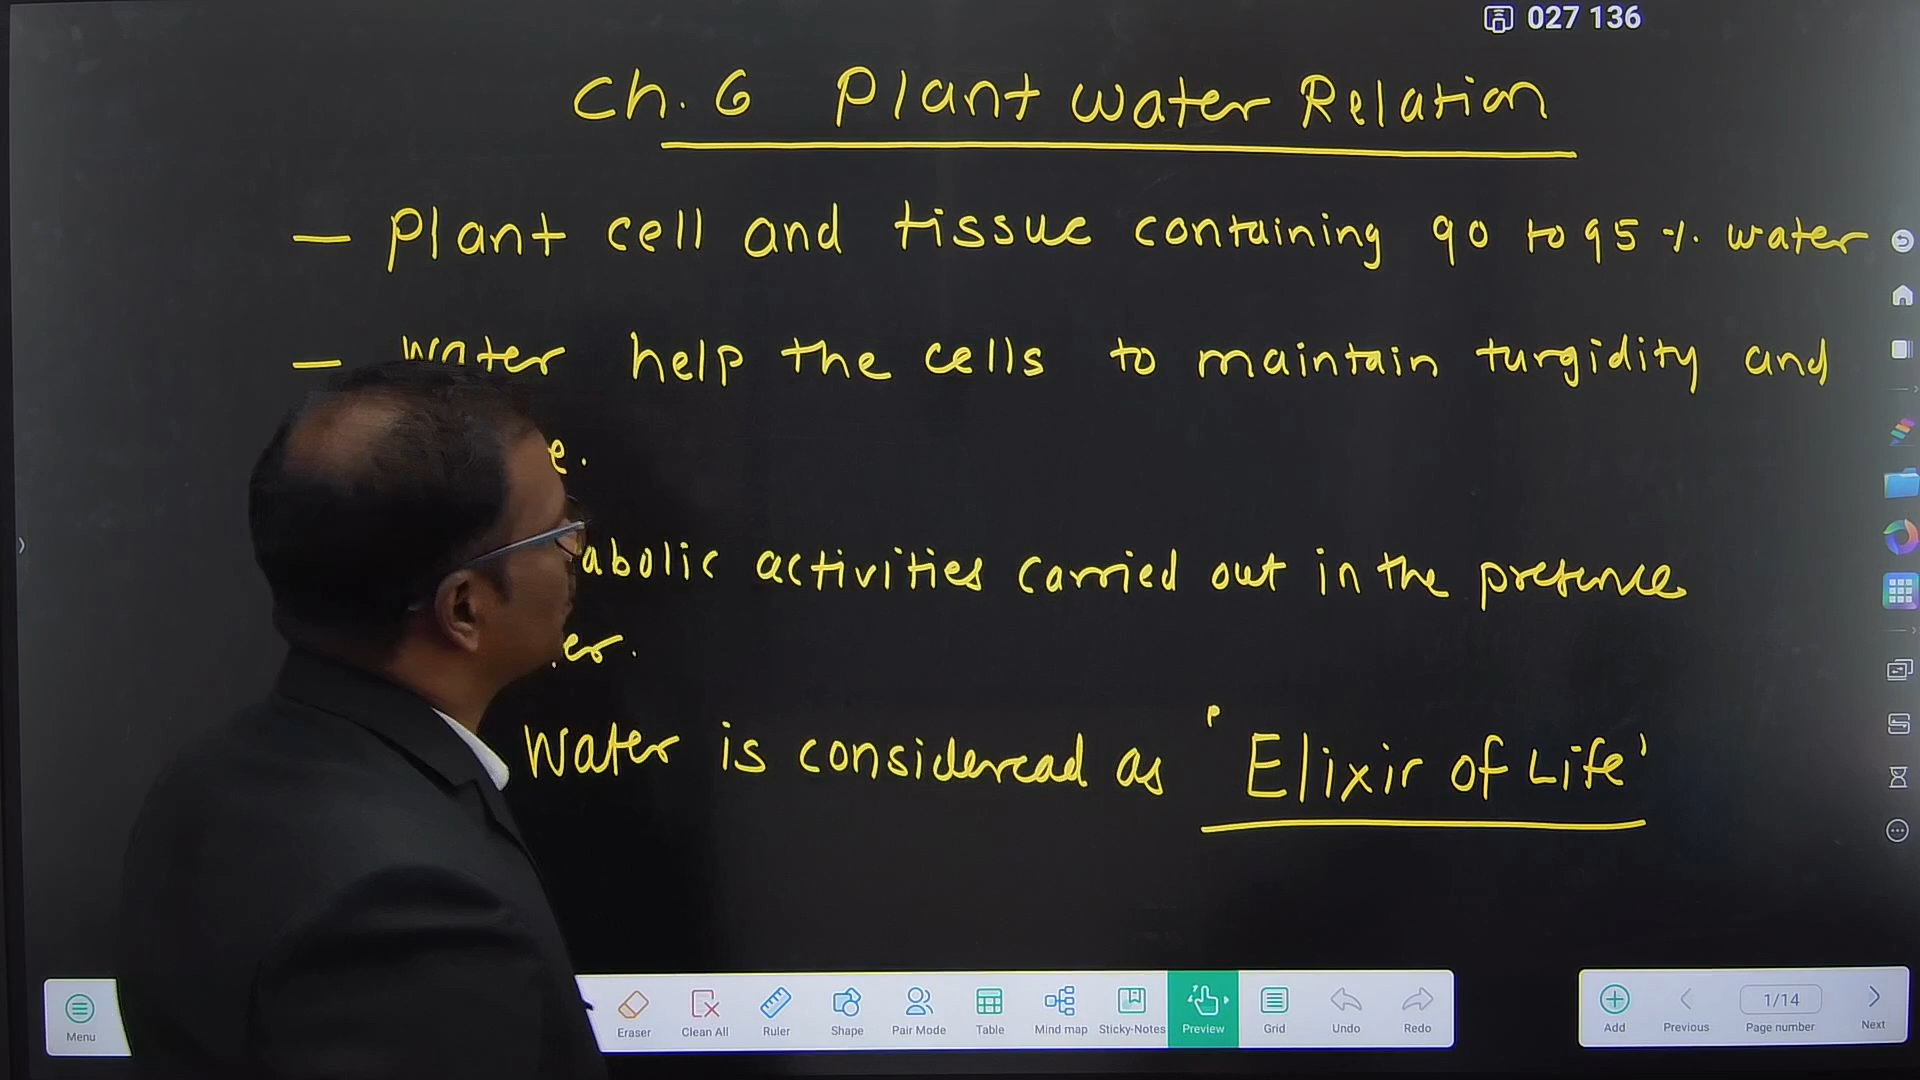 027 136
Ch. 6 Plant Water Relation
— Plant cell and tissue containing 90 to 95 %. water
— Water help the cells to maintain turgidity and
abolic activities carried out in the presence
Water is considered as 'Elixir of Life'
Menu
Eraser
Clean All
Ruler
Shape
Pair Mode
Table
Mind map
Sticky-Notes
Preview
Grid
Undo
Redo
Add
Previous
1/14
Page number
Next